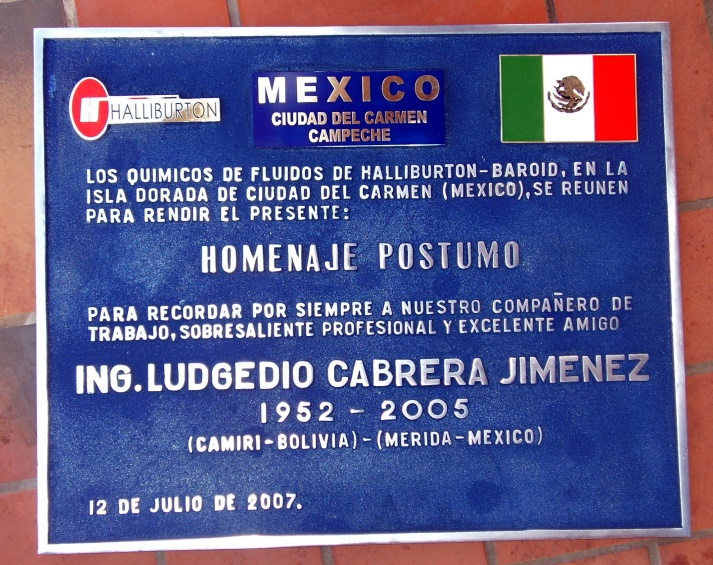 HALLIBURTON
MEXICO
CIUDAD DEL CARMEN
CAMPECHE
LOS QUIMICOS DE FLUIDOS DE HALLIBURTON-BAROID, EN LA
ISLA DORADA DE CIUDAD DEL CARMEN (MEXICO), SE REUNEN
PARA RENDIR EL PRESENTE:
HOMENAJE POSTUMO
PARA RECORDAR POR SIEMPRE A NUESTRO COMPAÑERO DE
TRABAJO, SOBRESALIENTE PROFESIONAL Y EXCELENTE AMIGO
ING. LUDGEDIO CABRERA JIMENEZ
1952 - 2005
(CAMIRI-BOLIVIA)-(MERIDA-MEXICO)
12 DE JULIO DE 2007.